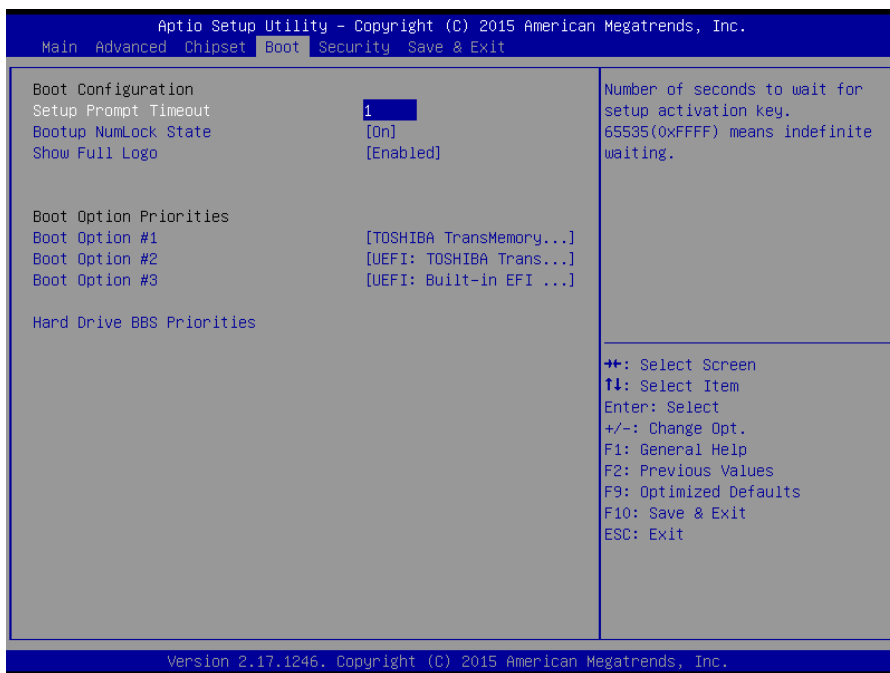 Aptio Setup Utility – Copyright (C) 2015 American Megatrends, Inc.
Main Advanced Chipset Boot Security Save & Exit
Boot Configuration
Setup Prompt Timeout 1
Bootup NumLock State [On]
Show Full Logo [Enabled]
Boot Option Priorities
Boot Option #1 [TOSHIBA TransMemory...]
Boot Option #2 [UEFI: TOSHIBA Trans...]
Boot Option #3 [UEFI: Built-in EFI ...]
Hard Drive BBS Priorities
Number of seconds to wait for
setup activation key.
65535(0xFFFF) means indefinite
waiting.
→←: Select Screen
↑↓: Select Item
Enter: Select
+/-: Change Opt.
F1: General Help
F2: Previous Values
F9: Optimized Defaults
F10: Save & Exit
ESC: Exit
Version 2.17.1246. Copyright (C) 2015 American Megatrends, Inc.